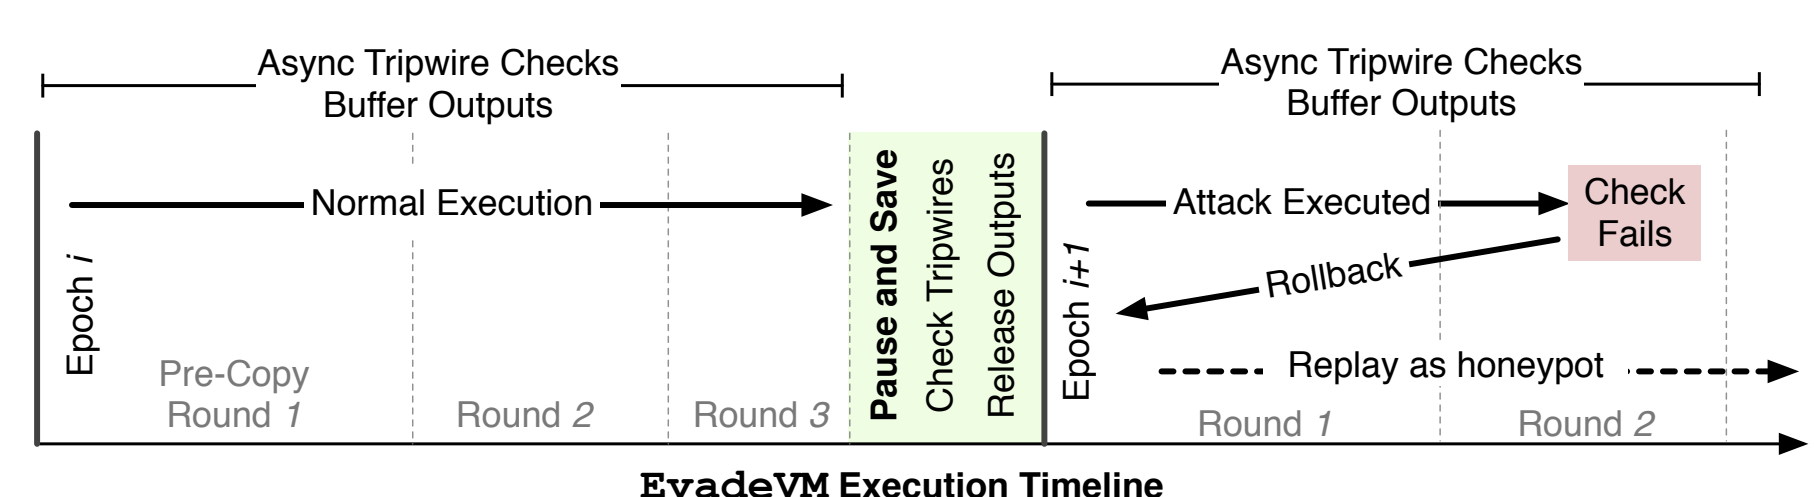 Async Tripwire Checks
Buffer Outputs
Async Tripwire Checks
Buffer Outputs
Normal Execution
Epoch i
Pre-Copy
Round 1
Round 2
Round 3
Pause and Save
Check Tripwires
Release Outputs
Epoch i+1
Attack Executed
Check
Fails
Rollback
Replay as honeypot
Round 1
Round 2
EvadeVM Execution Timeline